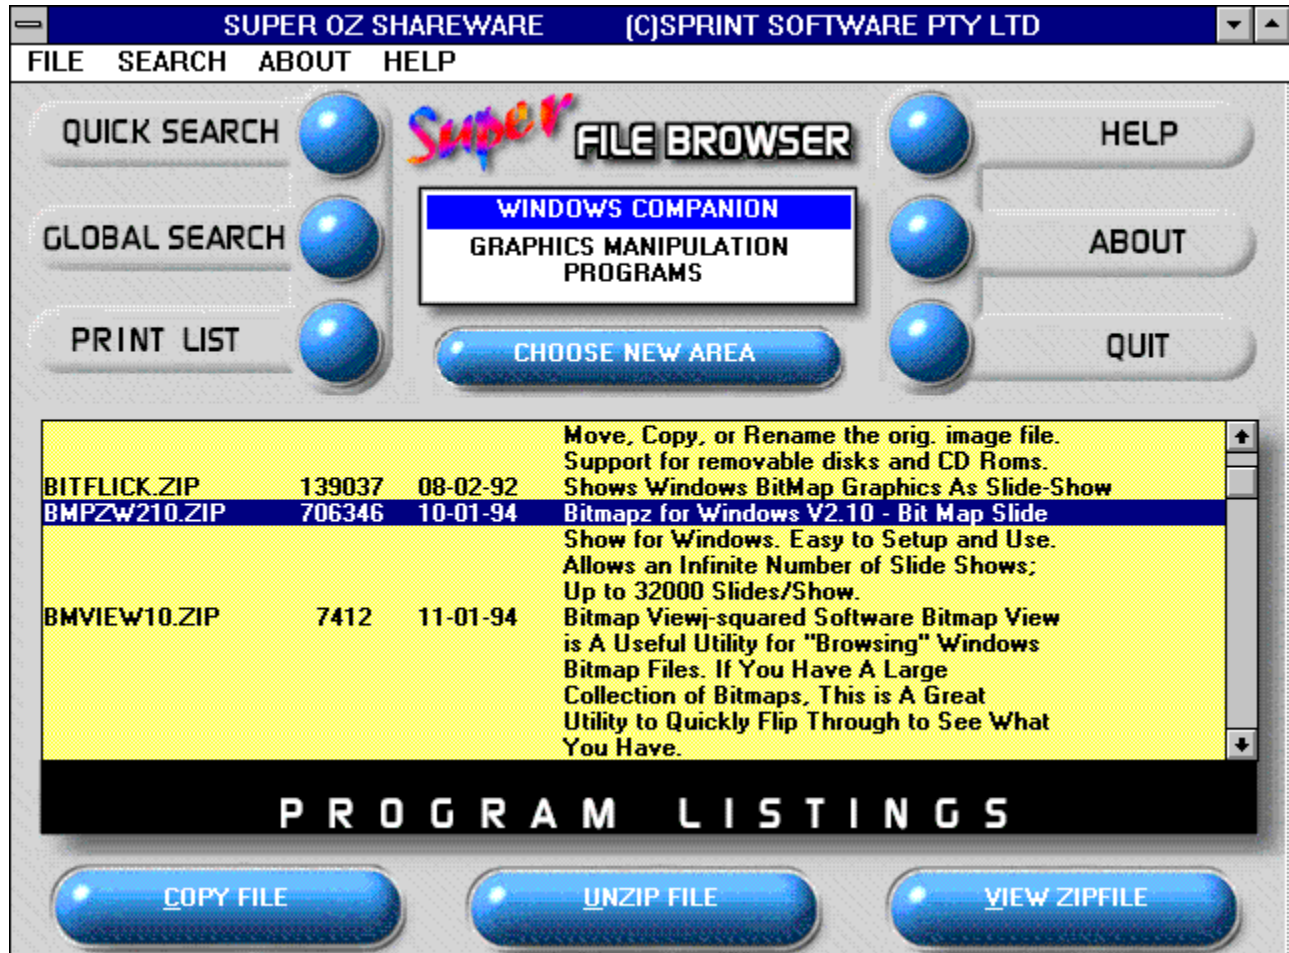 SUPER OZ SHAREWARE (C)SPRINT SOFTWARE PTY LTD
FILE SEARCH ABOUT HELP
QUICK SEARCH
GLOBAL SEARCH
PRINT LIST
Super FILE BROWSER
WINDOWS COMPANION
GRAPHICS MANIPULATION
PROGRAMS
CHOOSE NEW AREA
HELP
ABOUT
QUIT
Move, Copy, or Rename the orig. image file.
Support for removable disks and CD Roms.
BITFLICK.ZIP 139037 08-02-92 Shows Windows BitMap Graphics As Slide-Show
BMPZW210.ZIP 706346 10-01-94 Bitmapz for Windows V2.10 - Bit Map Slide
Show for Windows. Easy to Setup and Use.
Allows an Infinite Number of Slide Shows;
Up to 32000 Slides/Show.
BMVIEW10.ZIP 7412 11-01-94 Bitmap Viewj-squared Software Bitmap View
is A Useful Utility for "Browsing" Windows
Bitmap Files. If You Have A Large
Collection of Bitmaps, This is A Great
Utility to Quickly Flip Through to See What
You Have.
PROGRAM LISTINGS
COPY FILE
UNZIP FILE
VIEW ZIPFILE